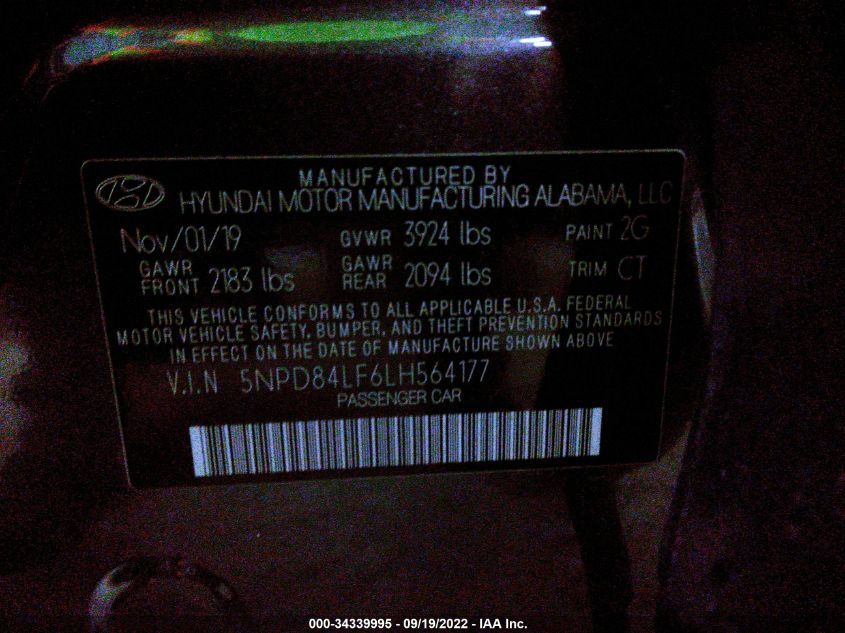 MANUFACTURED BY
HYUNDAI MOTOR MANUFACTURING ALABAMA, LLC
Nov/01/19 GVWR 3924 lbs PAINT 2G
GAWR FRONT 2183 lbs GAWR REAR 2094 lbs TRIM CT
THIS VEHICLE CONFORMS TO ALL APPLICABLE U.S.A. FEDERAL
MOTOR VEHICLE SAFETY, BUMPER, AND THEFT PREVENTION STANDARDS
IN EFFECT ON THE DATE OF MANUFACTURE SHOWN ABOVE
V.I.N 5NPD84LF6LH564177
PASSENGER CAR
000-34339995 - 09/19/2022 - IAA Inc.